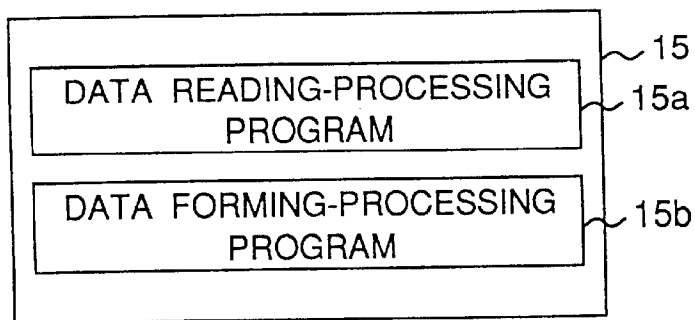 15
DATA READING-PROCESSING
PROGRAM
15a
DATA FORMING-PROCESSING
PROGRAM
15b